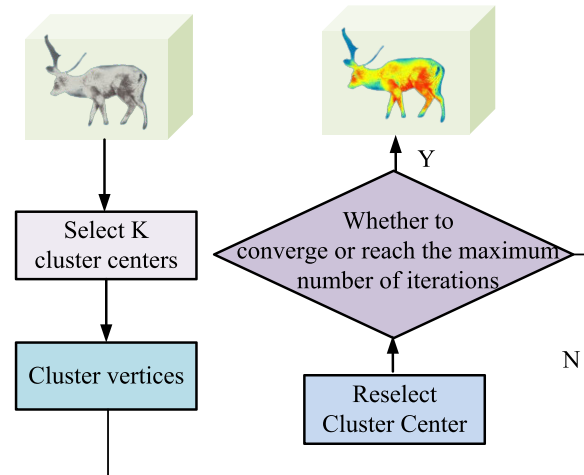 Select K
cluster centers
Cluster vertices
Y
Whether to
converge or reach the maximum
number of iterations
N
Reselect
Cluster Center